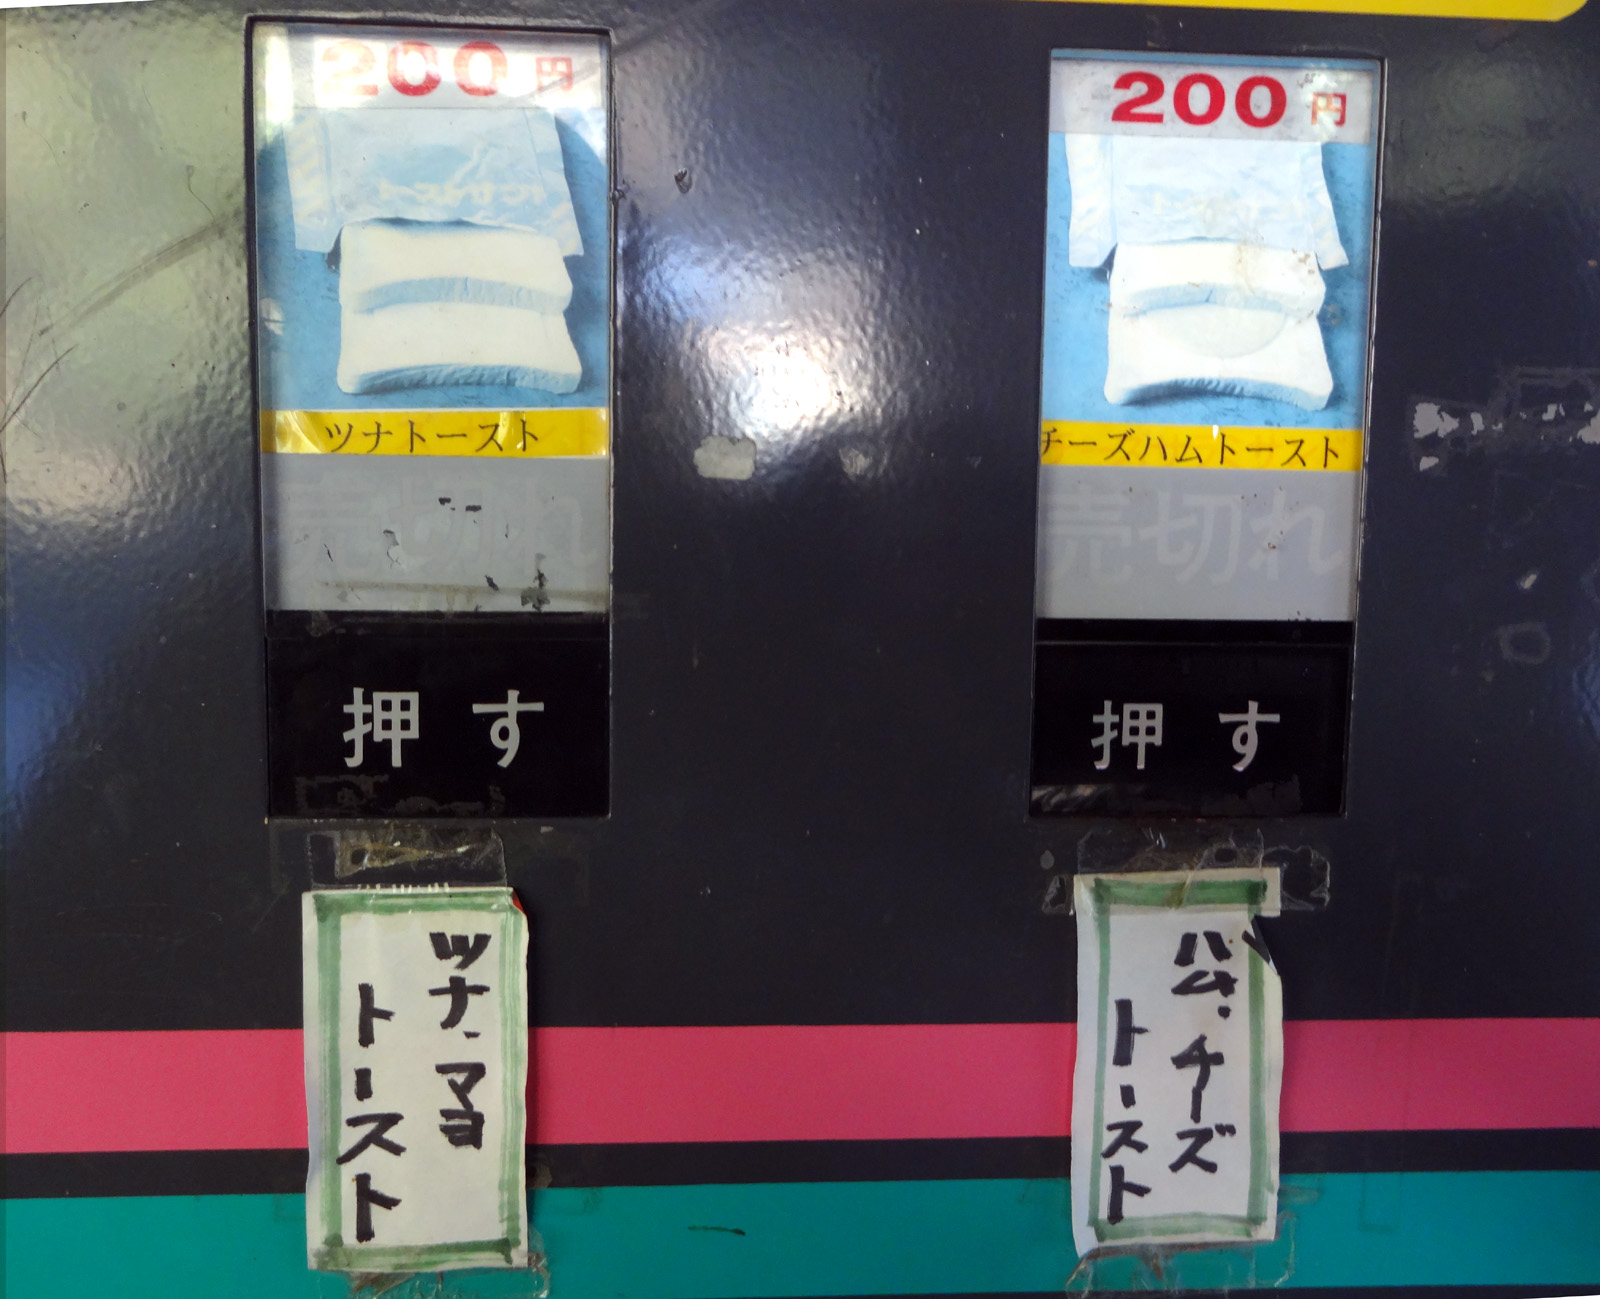 200円
ツナトースト
売切れ
押す
ツナ・マヨ
トースト
200円
チーズハムトースト
売切れ
押す
ハム・チーズ
トースト